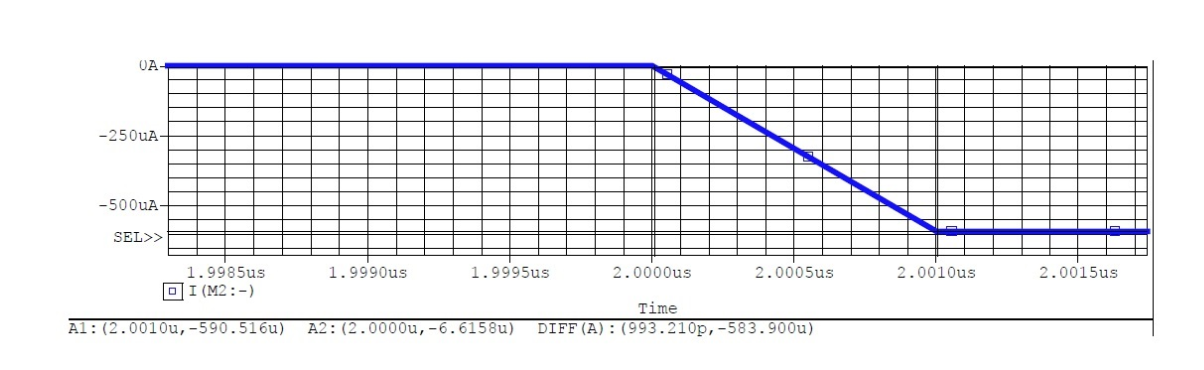 0A
-250uA
-500uA
SEL>>
1.9985us 1.9990us 1.9995us 2.0000us 2.0005us 2.0010us 2.0015us
I(M2:-)
Time
A1:(2.0010u,-590.516u) A2:(2.0000u,-6.6158u) DIFF(A):(993.210p,-583.900u)